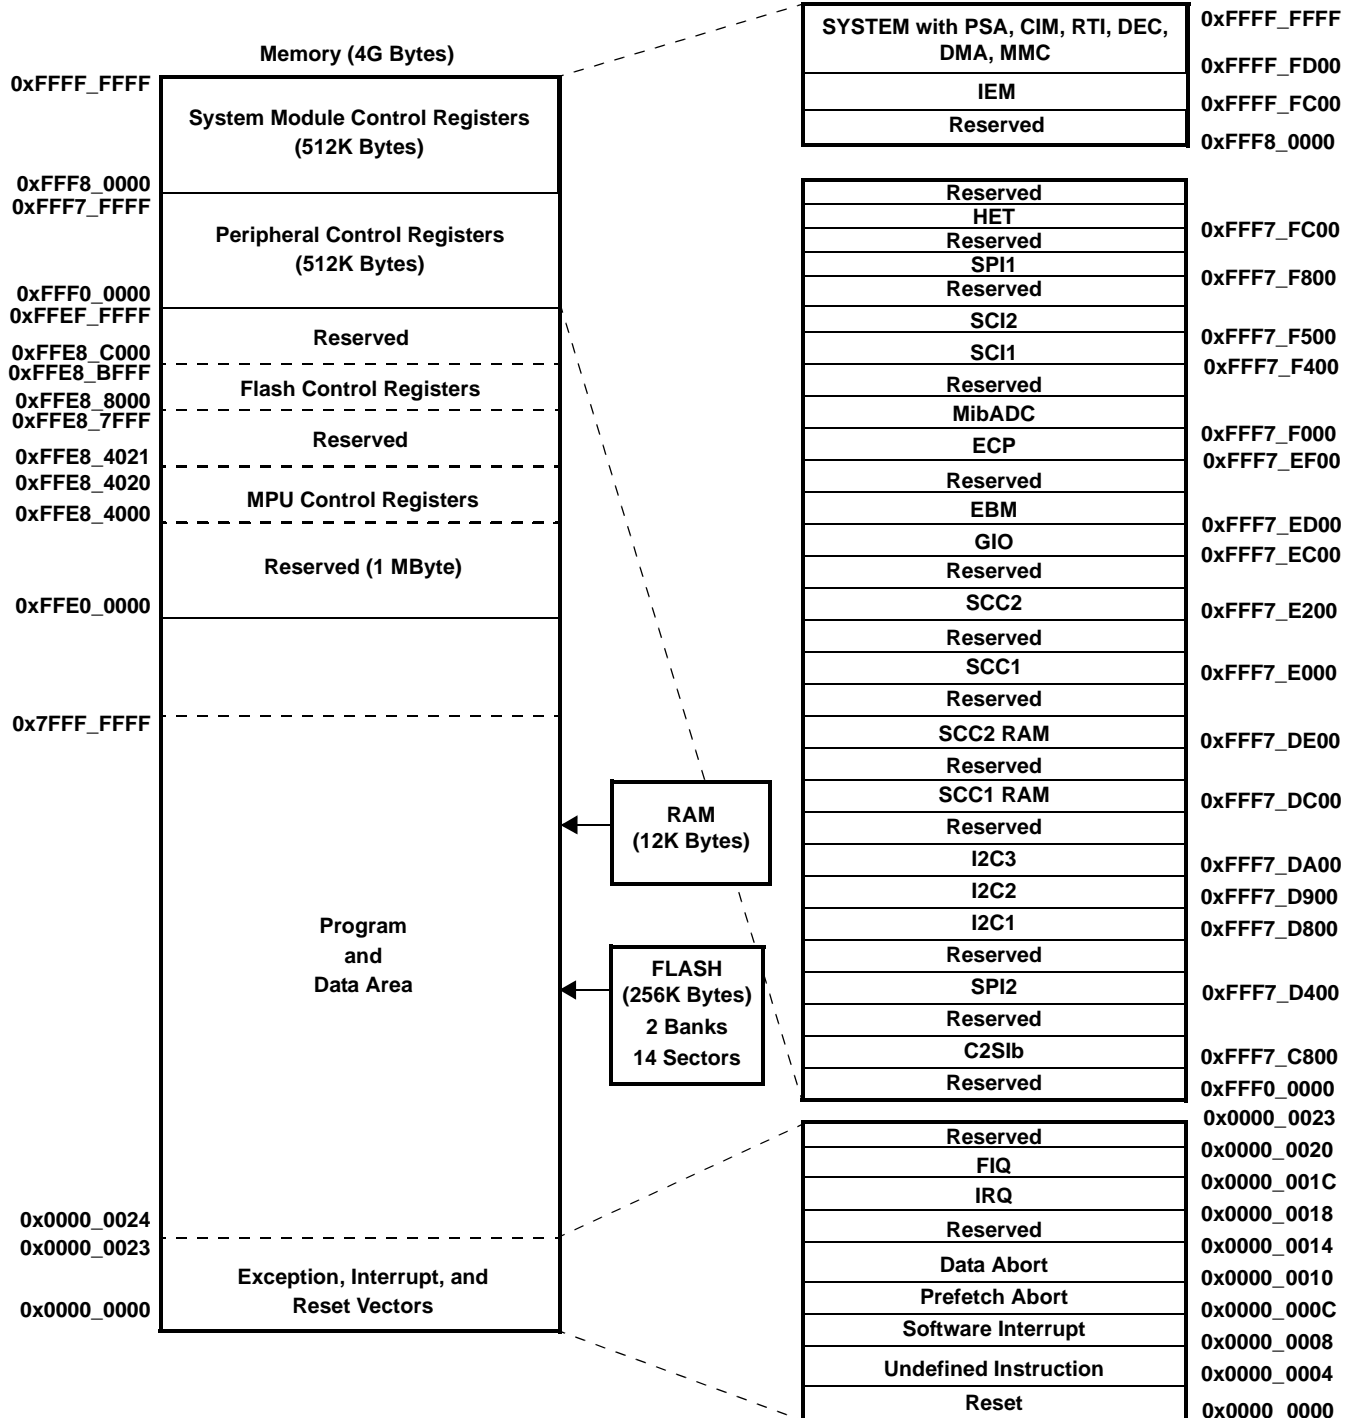 Memory (4G Bytes)
0xFFFF_FFFF
System Module Control Registers
(512K Bytes)
0xFFF8_0000
0xFFF7_FFFF
Peripheral Control Registers
(512K Bytes)
0xFFF0_0000
0xFFEF_FFFF
Reserved
0xFFE8_C000
0xFFE8_BFFF
Flash Control Registers
0xFFE8_8000
0xFFE8_7FFF
Reserved
0xFFE8_4021
0xFFE8_4020
MPU Control Registers
0xFFE8_4000
Reserved (1 MByte)
0xFFE0_0000
0x7FFF_FFFF
Program
and
Data Area
0x0000_0024
0x0000_0023
Exception, Interrupt, and
Reset Vectors
0x0000_0000
RAM
(12K Bytes)
FLASH
(256K Bytes)
2 Banks
14 Sectors
SYSTEM with PSA, CIM, RTI, DEC,
DMA, MMC
0xFFFF_FFFF
0xFFFF_FD00
IEM
0xFFFF_FC00
Reserved
0xFFF8_0000
Reserved
HET
0xFFF7_FC00
Reserved
SPI1
0xFFF7_F800
Reserved
SCI2
0xFFF7_F500
SCI1
0xFFF7_F400
Reserved
MibADC
0xFFF7_F000
ECP
0xFFF7_EF00
Reserved
EBM
0xFFF7_ED00
GIO
0xFFF7_EC00
Reserved
SCC2
0xFFF7_E200
Reserved
SCC1
0xFFF7_E000
Reserved
SCC2 RAM
0xFFF7_DE00
Reserved
SCC1 RAM
0xFFF7_DC00
Reserved
I2C3
0xFFF7_DA00
I2C2
0xFFF7_D900
I2C1
0xFFF7_D800
Reserved
SPI2
0xFFF7_D400
Reserved
C2SIb
0xFFF7_C800
Reserved
0xFFF0_0000
0x0000_0023
Reserved
0x0000_0020
FIQ
0x0000_001C
IRQ
0x0000_0018
Reserved
0x0000_0014
Data Abort
0x0000_0010
Prefetch Abort
0x0000_000C
Software Interrupt
0x0000_0008
Undefined Instruction
0x0000_0004
Reset
0x0000_0000